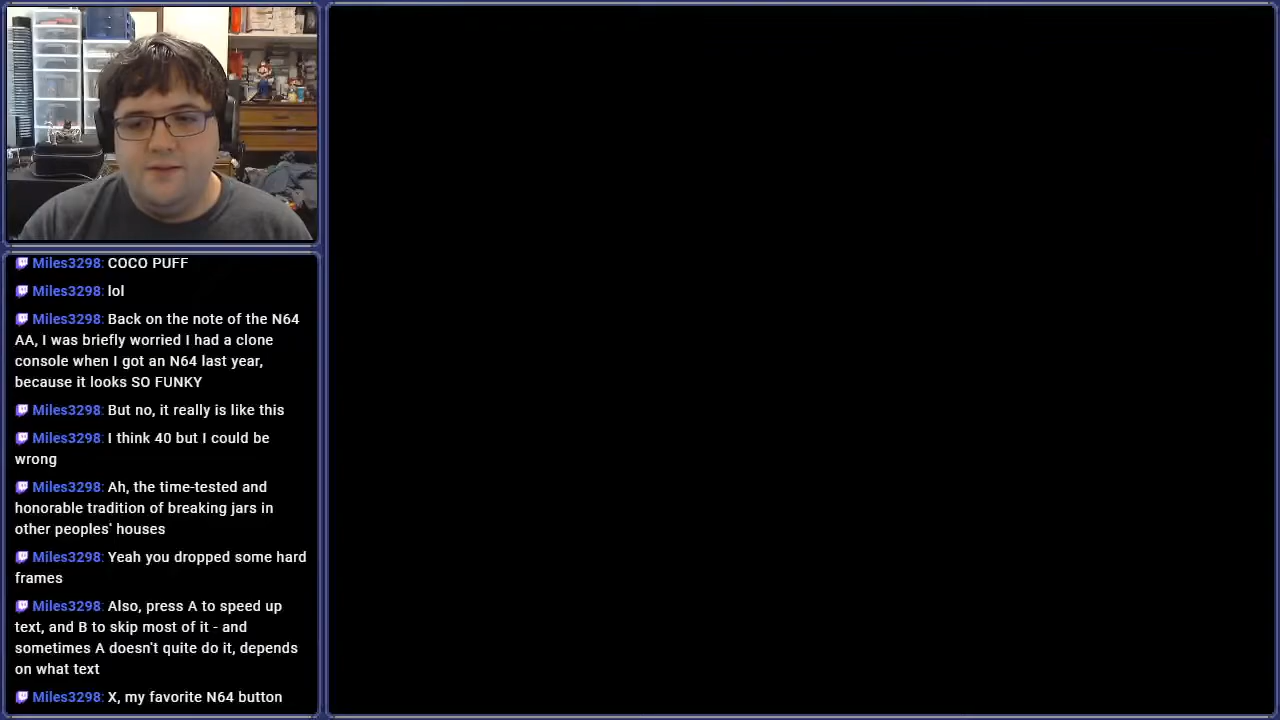 Miles3298: COCO PUFF
Miles3298: lol
Miles3298: Back on the note of the N64
AA, I was briefly worried I had a clone
console when I got an N64 last year,
because it looks SO FUNKY
Miles3298: But no, it really is like this
Miles3298: I think 40 but I could be
wrong
Miles3298: Ah, the time-tested and
honorable tradition of breaking jars in
other peoples' houses
Miles3298: Yeah you dropped some hard
frames
Miles3298: Also, press A to speed up
text, and B to skip most of it - and
sometimes A doesn't quite do it, depends
on what text
Miles3298: X, my favorite N64 button